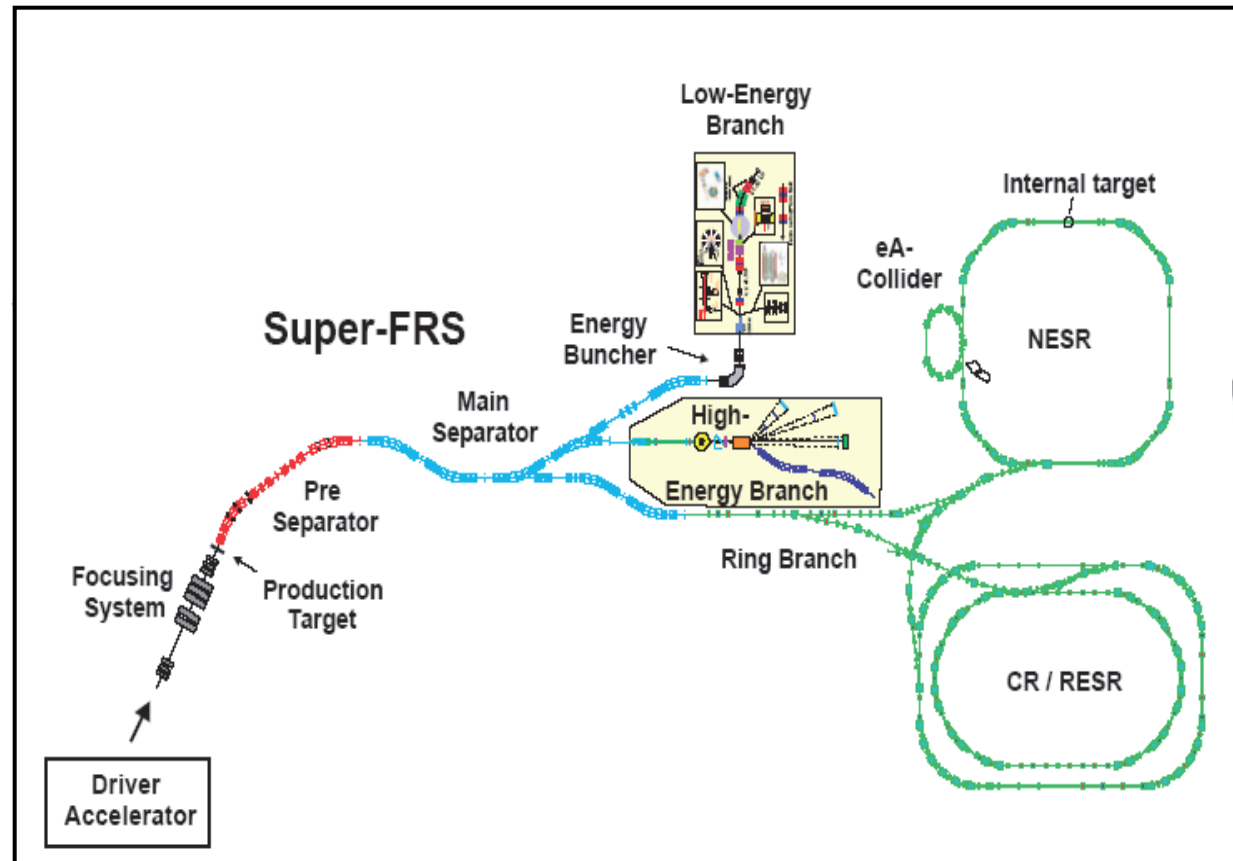 Low-Energy
Branch
Internal target
eA-
Collider
NESR
Super-FRS
Energy
Buncher
Main
Separator
High-
Energy Branch
Pre
Separator
Ring Branch
Focusing
System
Production
Target
CR / RESR
Driver
Accelerator